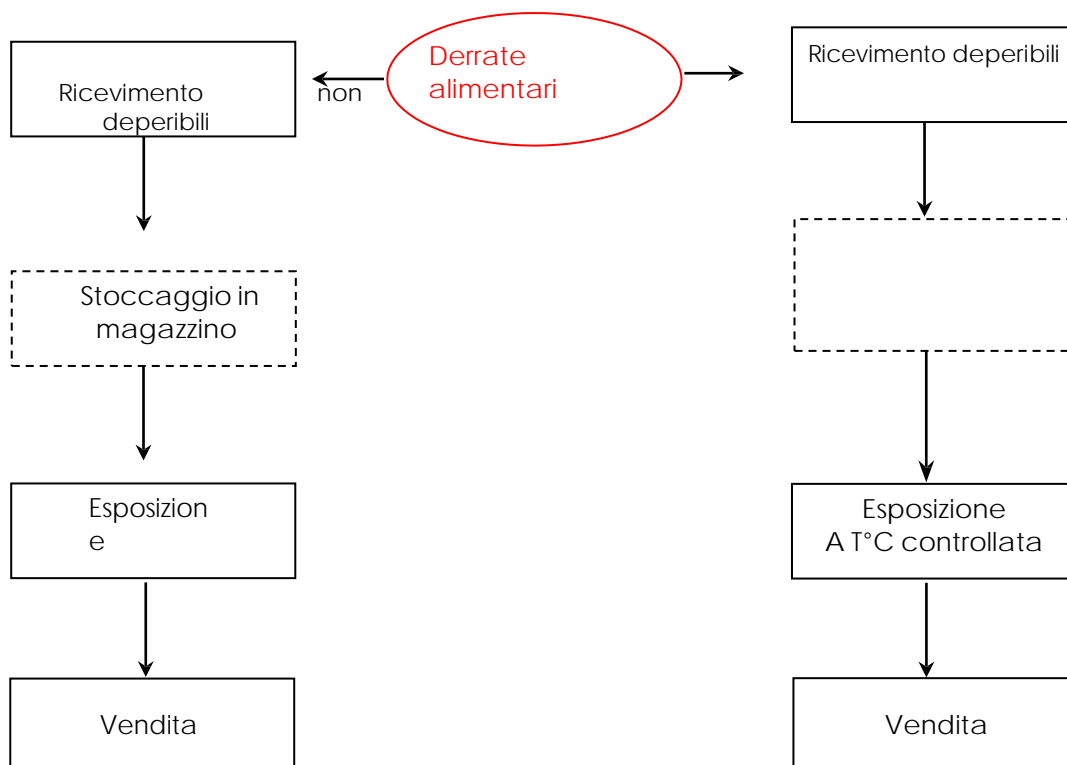 Derrate
alimentari
Ricevimento non
deperibili
Ricevimento deperibili
Stoccaggio in
magazzino
Esposizion
e
Esposizione
A T°C controllata
Vendita
Vendita